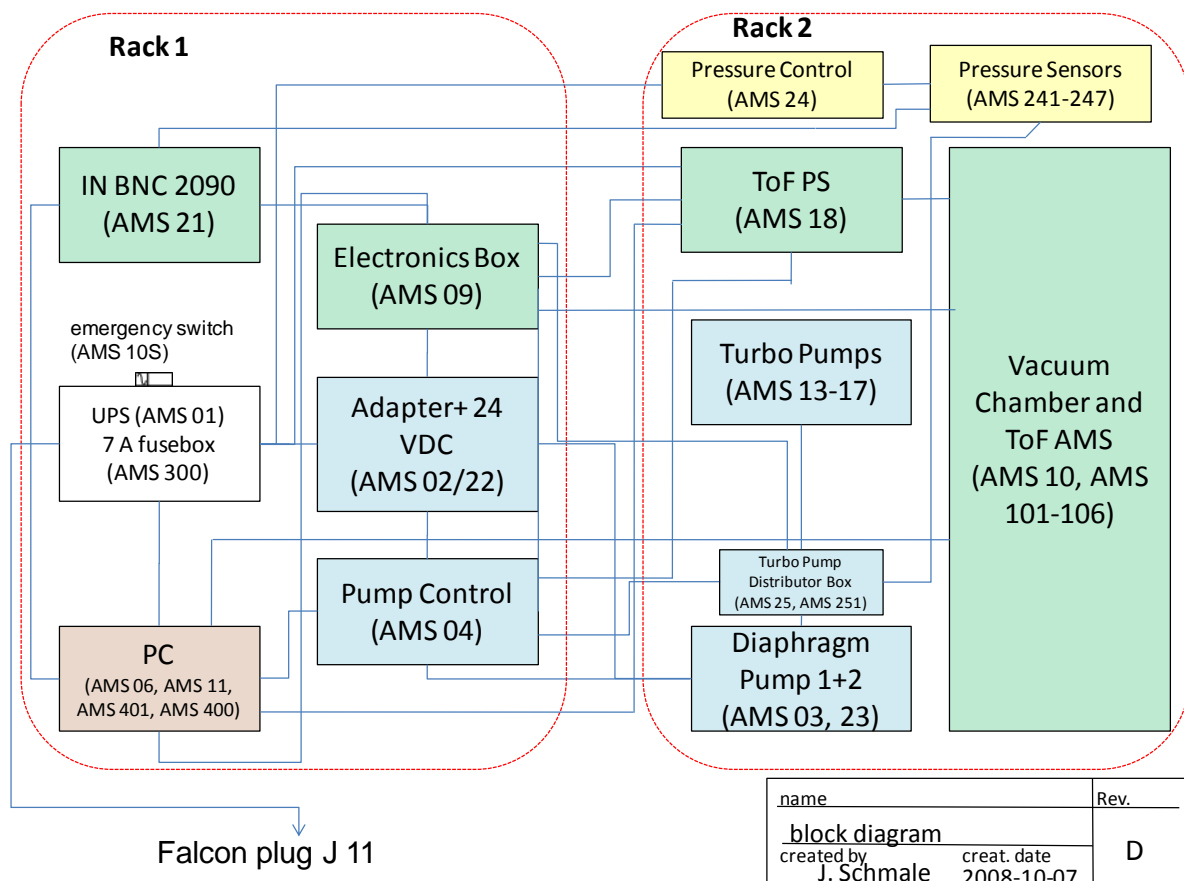 Rack 1
Rack 2
Pressure Control
(AMS 24)
Pressure Sensors
(AMS 241-247)
IN BNC 2090
(AMS 21)
ToF PS
(AMS 18)
Electronics Box
(AMS 09)
emergency switch
(AMS 10S)
UPS (AMS 01)
7 A fusebox
(AMS 300)
Adapter+ 24
VDC
(AMS 02/22)
Turbo Pumps
(AMS 13-17)
Vacuum
Chamber and
ToF AMS
(AMS 10, AMS
101-106)
Pump Control
(AMS 04)
Turbo Pump
Distributor Box
(AMS 25, AMS 251)
PC
(AMS 06, AMS 11,
AMS 401, AMS 400)
Diaphragm
Pump 1+2
(AMS 03, 23)
Falcon plug J 11
name
Rev.
block diagram
D
created by
creat. date
J. Schmale
2008-10-07